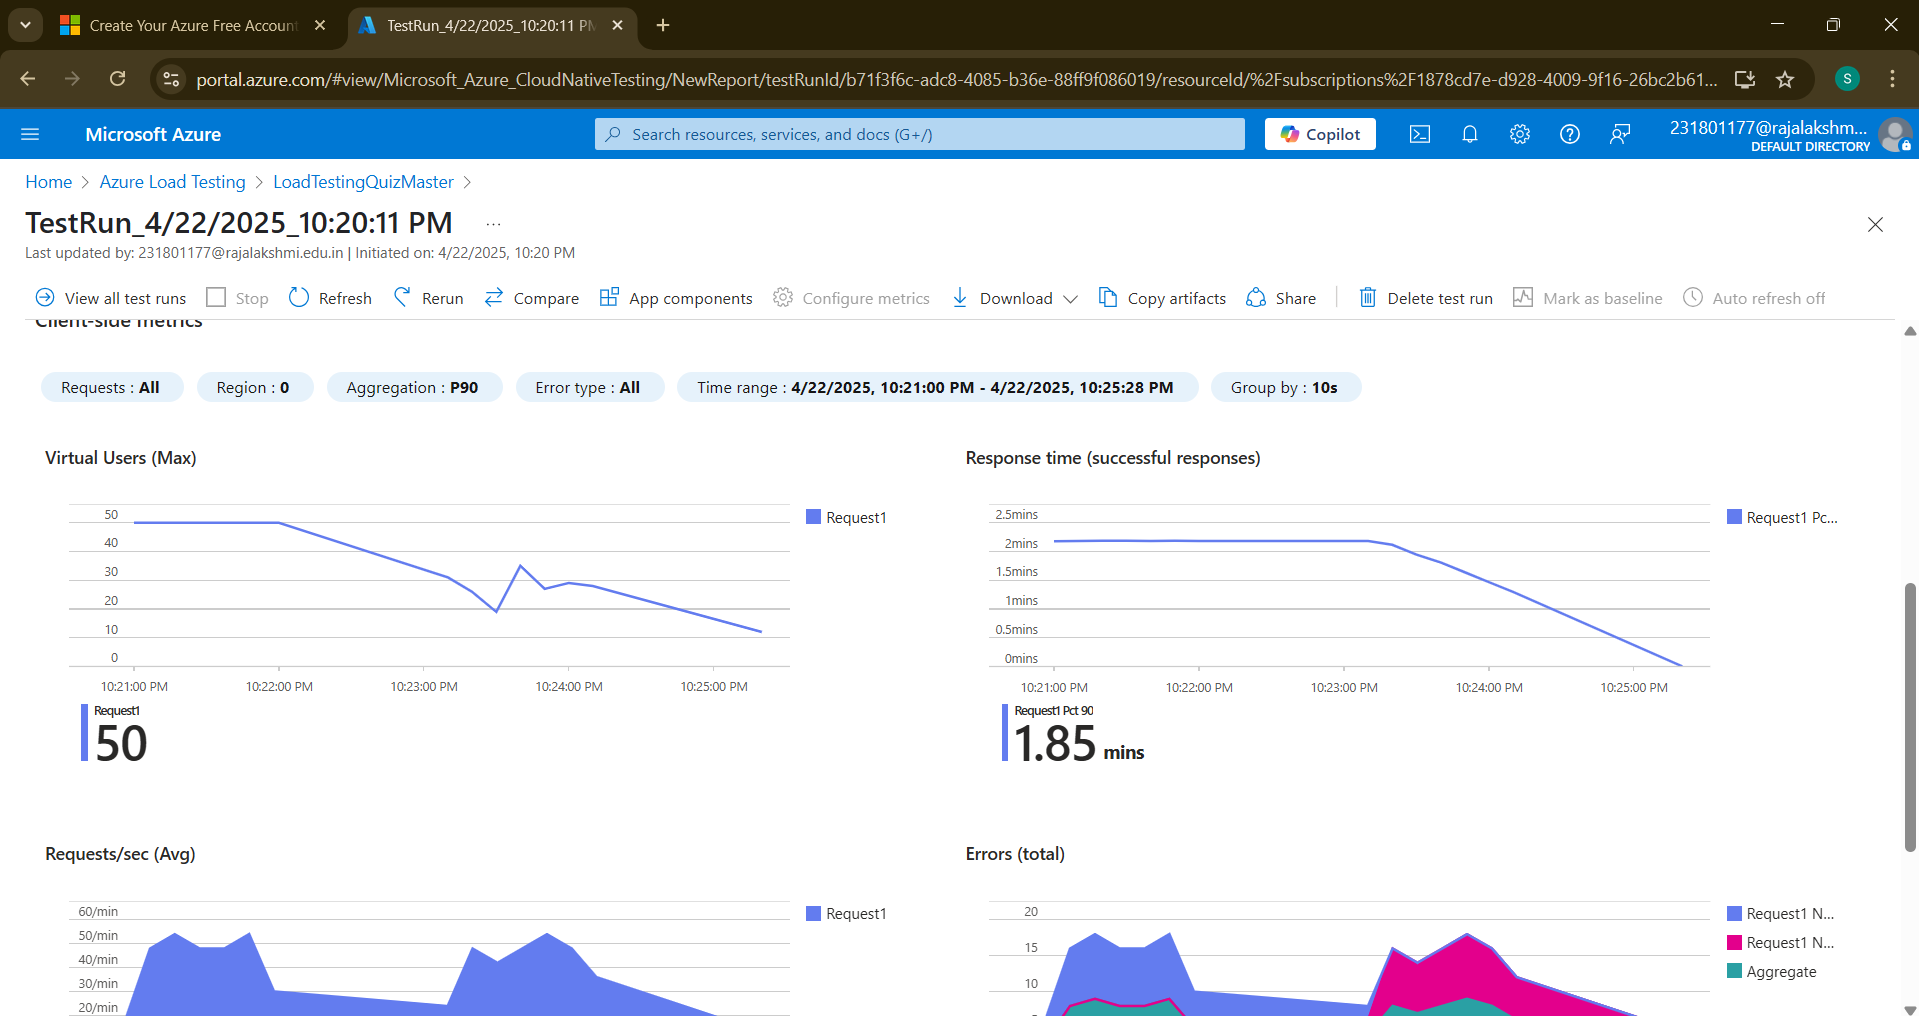 Create Your Azure Free Account
TestRun_4/22/2025_10:20:11 PM
portal.azure.com/#view/Microsoft_Azure_CloudNativeTesting/NewReport/testRunId/b71f3f6c-adc8-4085-b36e-88ff9f086019/resourceId/%2Fsubscriptions%2F1878cd7e-d928-4009-9f16-26bc2b61...
S
Microsoft Azure
Search resources, services, and docs (G+/)
Copilot
231801177@rajalakshm...
DEFAULT DIRECTORY
Home > Azure Load Testing > LoadTestingQuizMaster >
TestRun_4/22/2025_10:20:11 PM ...
Last updated by: 231801177@rajalakshmi.edu.in | Initiated on: 4/22/2025, 10:20 PM
View all test runs Stop Refresh Rerun Compare App components Configure metrics Download Copy artifacts Share Delete test run Mark as baseline Auto refresh off
Client-side metrics
Requests : All Region : 0 Aggregation : P90 Error type : All Time range : 4/22/2025, 10:21:00 PM - 4/22/2025, 10:25:28 PM Group by : 10s
Virtual Users (Max)
50
40
30
20
10
0
10:21:00 PM 10:22:00 PM 10:23:00 PM 10:24:00 PM 10:25:00 PM
Request1
Request1
50
Response time (successful responses)
2.5mins
2mins
1.5mins
1mins
0.5mins
0mins
10:21:00 PM 10:22:00 PM 10:23:00 PM 10:24:00 PM 10:25:00 PM
Request1 Pc...
Request1 Pct 90
1.85 mins
Requests/sec (Avg)
60/min
50/min
40/min
30/min
20/min
Request1
Errors (total)
20
15
10
Request1 N...
Request1 N...
Aggregate